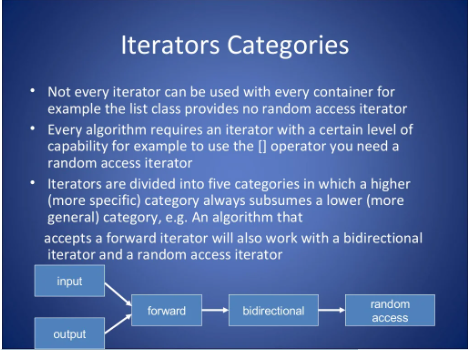 Iterators Categories
• Not every iterator can be used with every container for
example the list class provides no random access iterator
• Every algorithm requires an iterator with a certain level of
capability for example to use the [] operator you need a
random access iterator
• Iterators are divided into five categories in which a higher
(more specific) category always subsumes a lower (more
general) category, e.g. An algorithm that
accepts a forward iterator will also work with a bidirectional
iterator and a random access iterator
input
output
forward
bidirectional
random
access